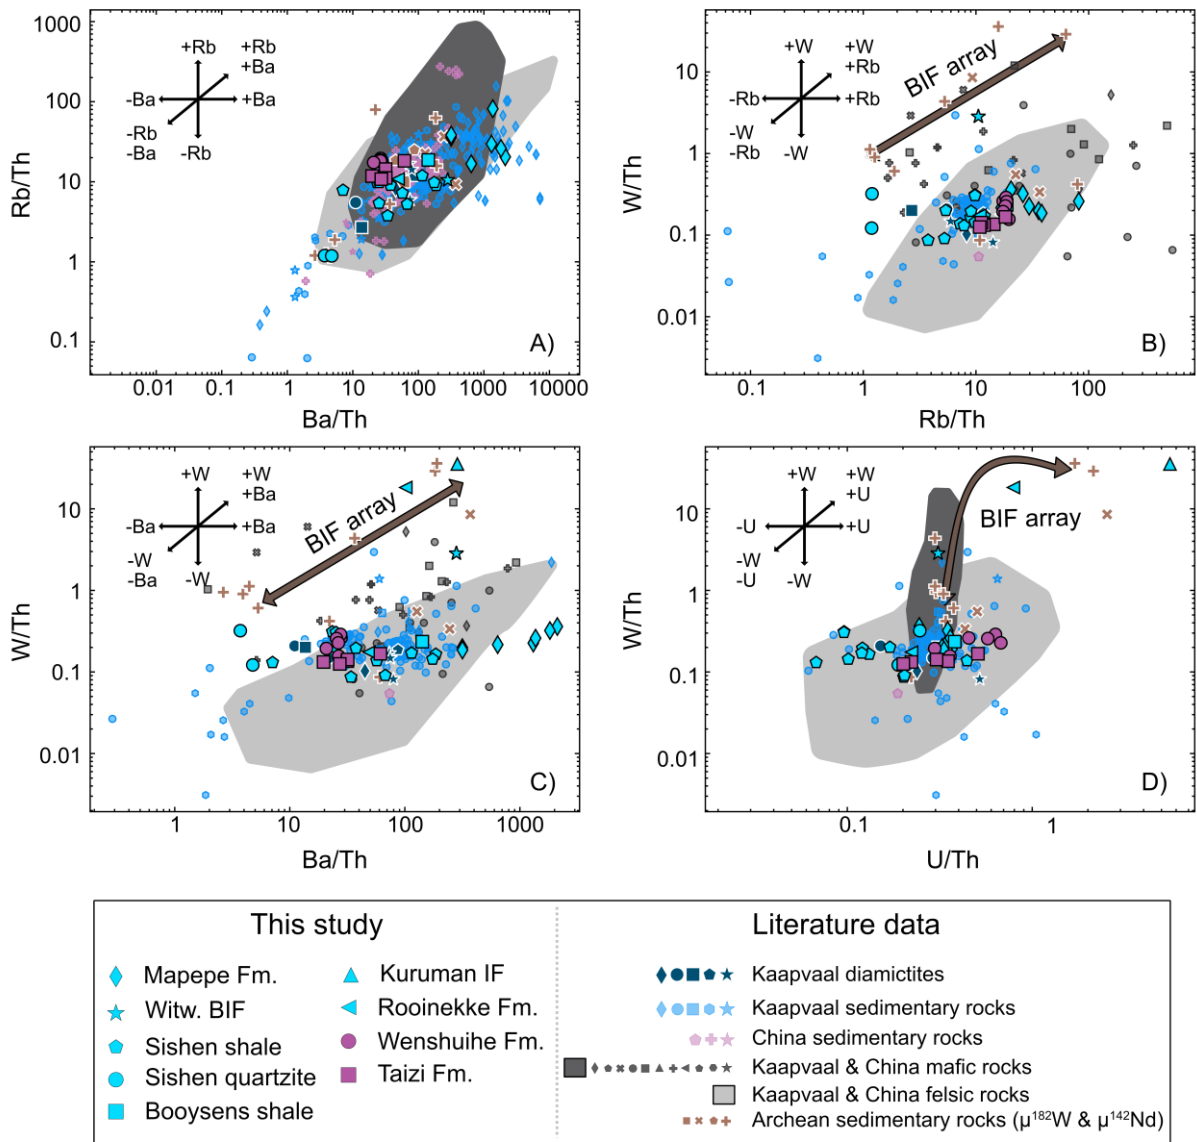 1000
100
10
1
0.1
Rb/Th
+Rb
+Rb
+Ba
-Ba
+Ba
-Rb
-Ba
-Rb
A)
0.01
0.1
1
10
100
1000
10000
Ba/Th
10
1
0.1
0.01
W/Th
+W
+W
+Rb
-Rb
+Rb
-W
-Rb
-W
BIF array
B)
0.1
1
10
100
Rb/Th
10
1
0.1
0.01
W/Th
+W
+W
+Ba
-Ba
+Ba
-W
-Ba
-W
BIF array
C)
1
10
100
1000
Ba/Th
10
1
0.1
0.01
W/Th
+W
+W
+U
-U
+U
-W
-U
-W
BIF array
D)
0.1
1
U/Th
This study
Mapepe Fm.
Witw. BIF
Sishen shale
Sishen quartzite
Booysens shale
Kuruman IF
Rooinekke Fm.
Wenshuihe Fm.
Taizi Fm.
Literature data
Kaapvaal diamictites
Kaapvaal sedimentary rocks
China sedimentary rocks
Kaapvaal & China mafic rocks
Kaapvaal & China felsic rocks
Archean sedimentary rocks (μ¹⁸²W & μ¹⁴²Nd)